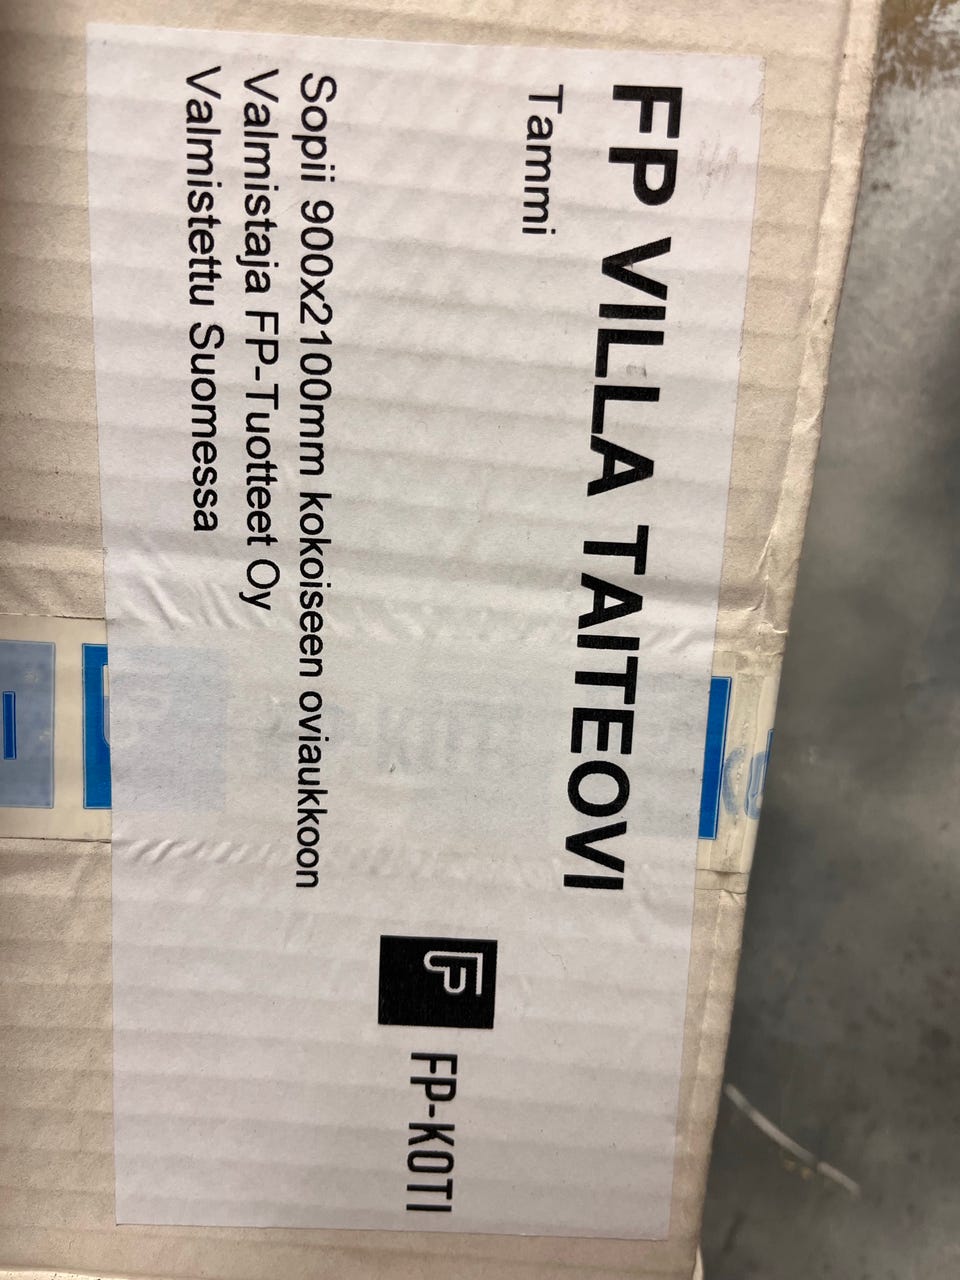 FP VILLA TAITEOVI
Tammi
FP-KOTI
Sopii 900x2100mm kokoiseen oviaukkoon
Valmistaja FP-Tuotteet Oy
Valmistettu Suomessa